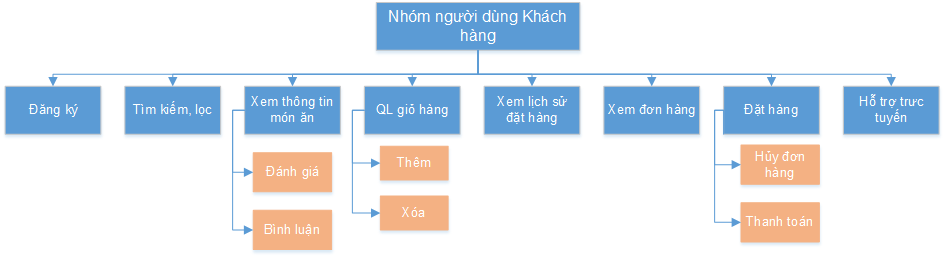 Nhóm người dùng Khách
hàng
Đăng ký
Tìm kiếm, lọc
Xem thông tin
món ăn
QL giỏ hàng
Xem lịch sử
đặt hàng
Xem đơn hàng
Đặt hàng
Hỗ trợ trưc
tuyến
Đánh giá
Bình luận
Thêm
Xóa
Hủy đơn
hàng
Thanh toán